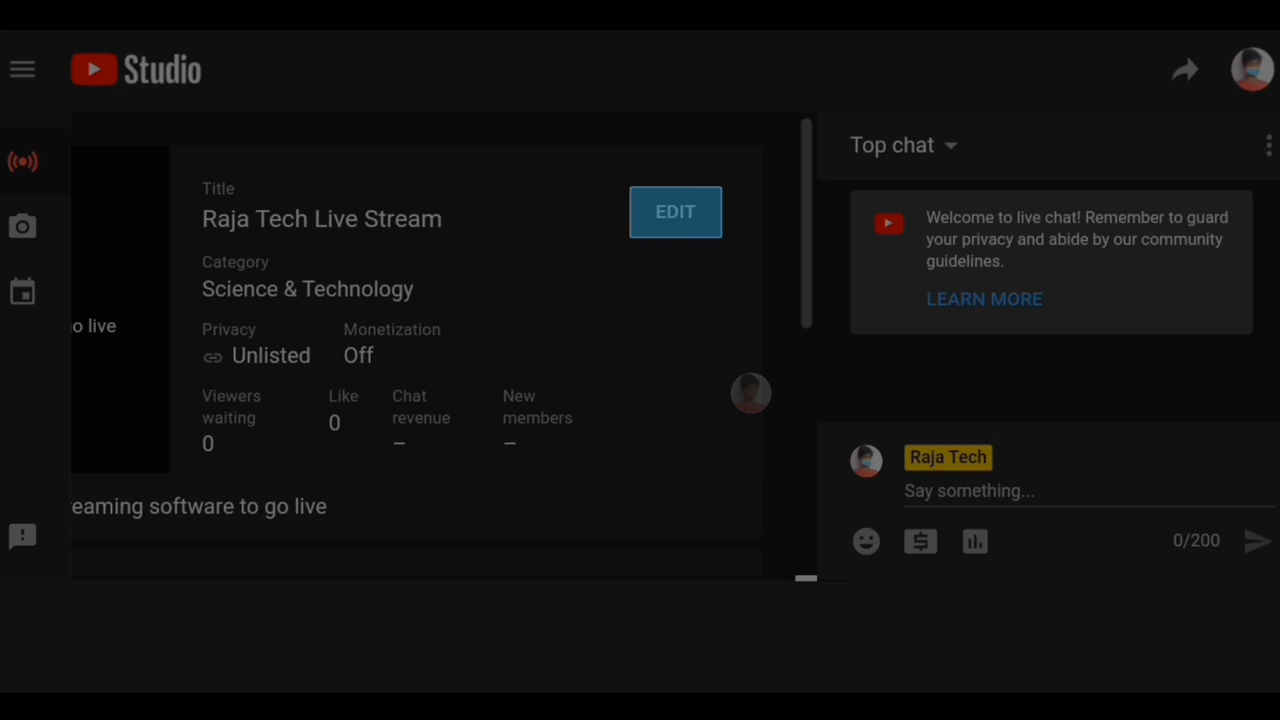 Studio
Title
Raja Tech Live Stream
EDIT
Category
Science & Technology
Privacy
Monetization
Unlisted
Off
Viewers
waiting
0
Like
0
Chat
revenue
–
New
members
–
o live
eaming software to go live
Top chat
Welcome to live chat! Remember to guard
your privacy and abide by our community
guidelines.
LEARN MORE
Raja Tech
Say something...
0/200